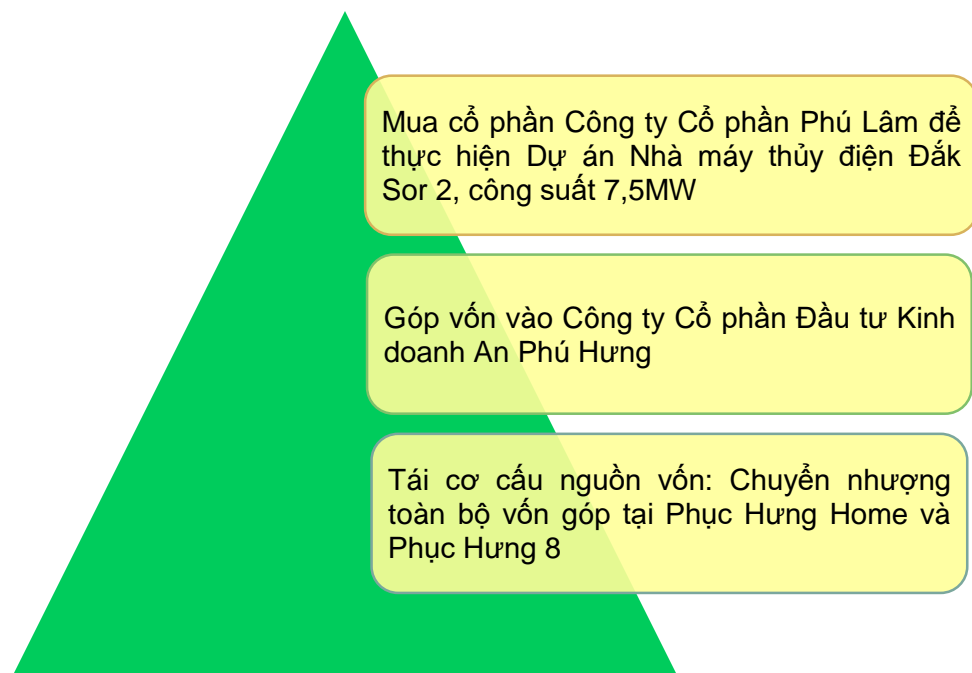 Mua cổ phần Công ty Cổ phần Phú Lâm để
thực hiện Dự án Nhà máy thủy điện Đắk
Sor 2, công suất 7,5MW
Góp vốn vào Công ty Cổ phần Đầu tư Kinh
doanh An Phú Hưng
Tái cơ cấu nguồn vốn: Chuyển nhượng
toàn bộ vốn góp tại Phục Hưng Home và
Phục Hưng 8